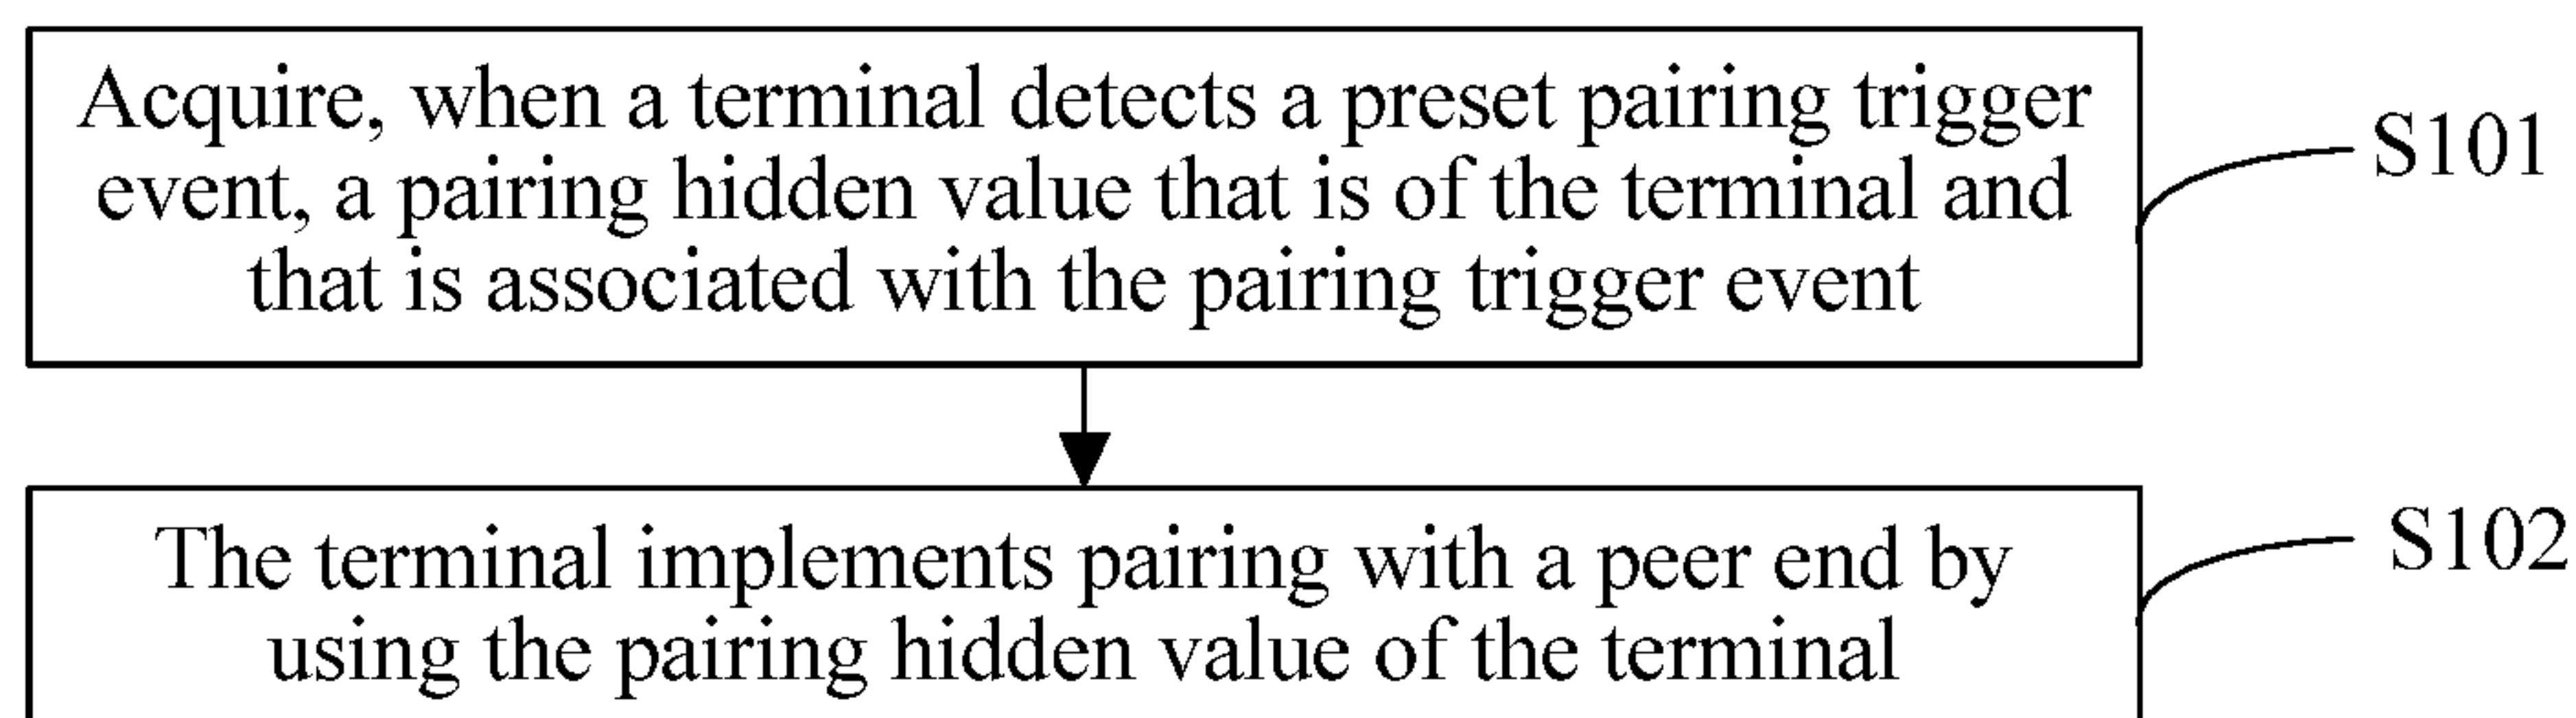 Acquire, when a terminal detects a preset pairing trigger
event, a pairing hidden value that is of the terminal and
that is associated with the pairing trigger event
S101
The terminal implements pairing with a peer end by
using the pairing hidden value of the terminal
S102